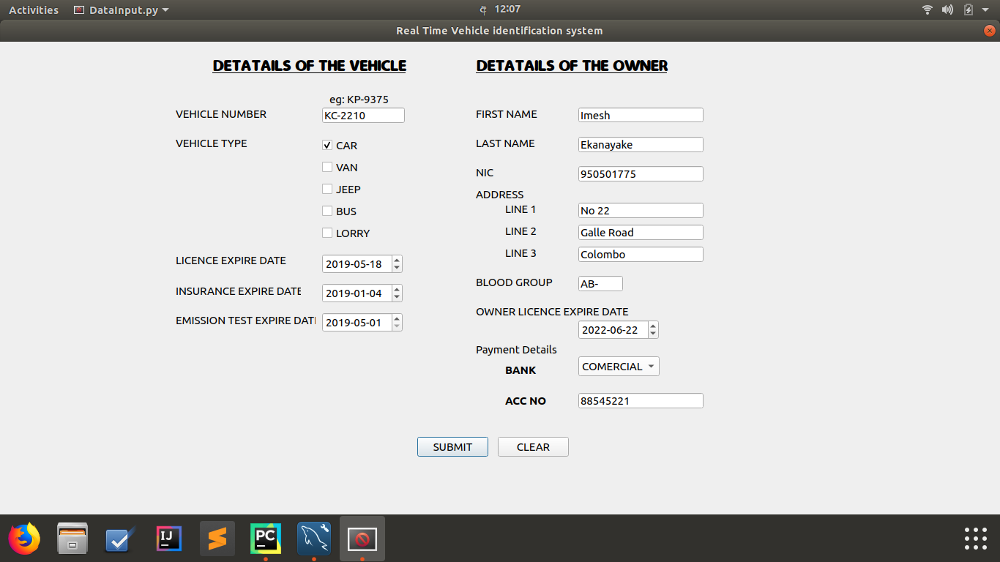 Activities DataInput.py 12:07
Real Time Vehicle identification system
DETATAILS OF THE VEHICLE
eg: KP-9375
VEHICLE NUMBER KC-2210
VEHICLE TYPE
CAR
VAN
JEEP
BUS
LORRY
LICENCE EXPIRE DATE 2019-05-18
INSURANCE EXPIRE DATE 2019-01-04
EMISSION TEST EXPIRE DATE 2019-05-01
DETATAILS OF THE OWNER
FIRST NAME Imesh
LAST NAME Ekanayake
NIC 950501775
ADDRESS
LINE 1 No 22
LINE 2 Galle Road
LINE 3 Colombo
BLOOD GROUP AB-
OWNER LICENCE EXPIRE DATE
2022-06-22
Payment Details
BANK COMERCIAL
ACC NO 88545221
SUBMIT CLEAR
IJ PC